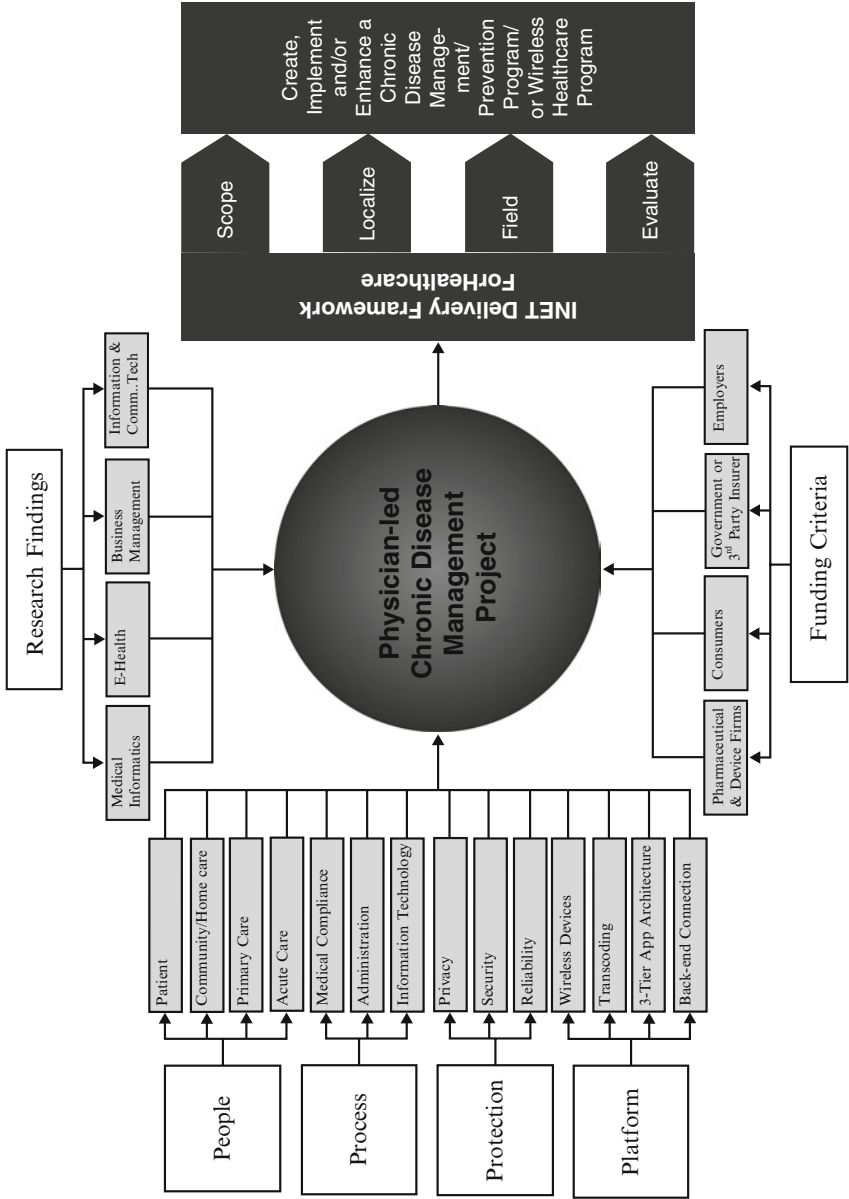 Research Findings
Medical
Informatics
E-Health
Business
Management
Information &
Comm..Tech
People
Patient
Community/Home care
Primary Care
Acute Care
Process
Medical Compliance
Administration
Information Technology
Protection
Privacy
Security
Reliability
Platform
Wireless Devices
Transcoding
3-Tier App Architecture
Back-end Connection
Physician-led
Chronic Disease
Management
Project
Pharmaceutical
& Device Firms
Consumers
Government or
3rd Party Insurer
Employers
Funding Criteria
INET Delivery Framework
ForHealthcare
Scope
Localize
Field
Evaluate
Create,
Implement
and/or
Enhance a
Chronic
Disease
Manage-
ment/
Prevention
Program/
or Wireless
Healthcare
Program